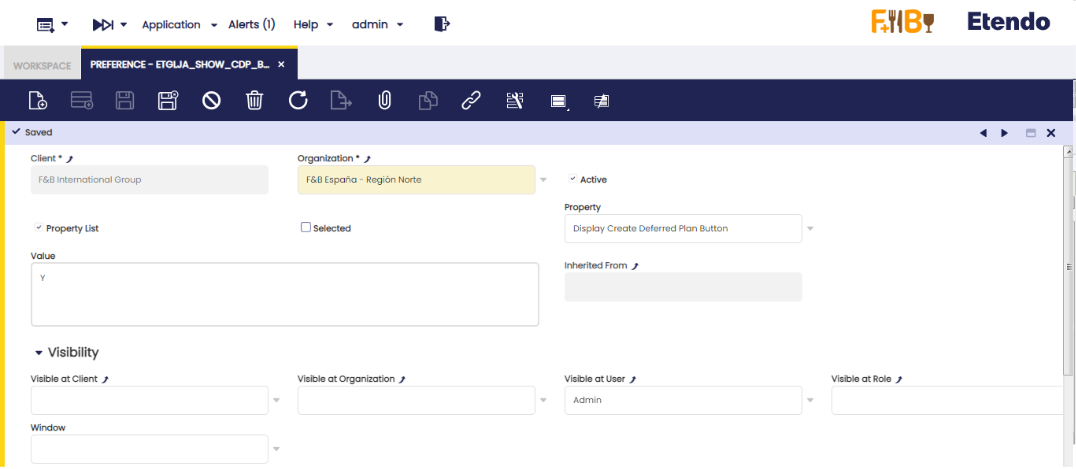 Application
Alerts (1)
Help
admin
F&B
Etendo
WORKSPACE
PREFERENCE - ETGLJA_SHOW_CDP_B...
Saved
Client *
Organization *
F&B International Group
F&B España - Región Norte
Active
Property
Property List
Selected
Display Create Deferred Plan Button
Value
Inherited From
Y
Visibility
Visible at Client
Visible at Organization
Visible at User
Visible at Role
Admin
Window